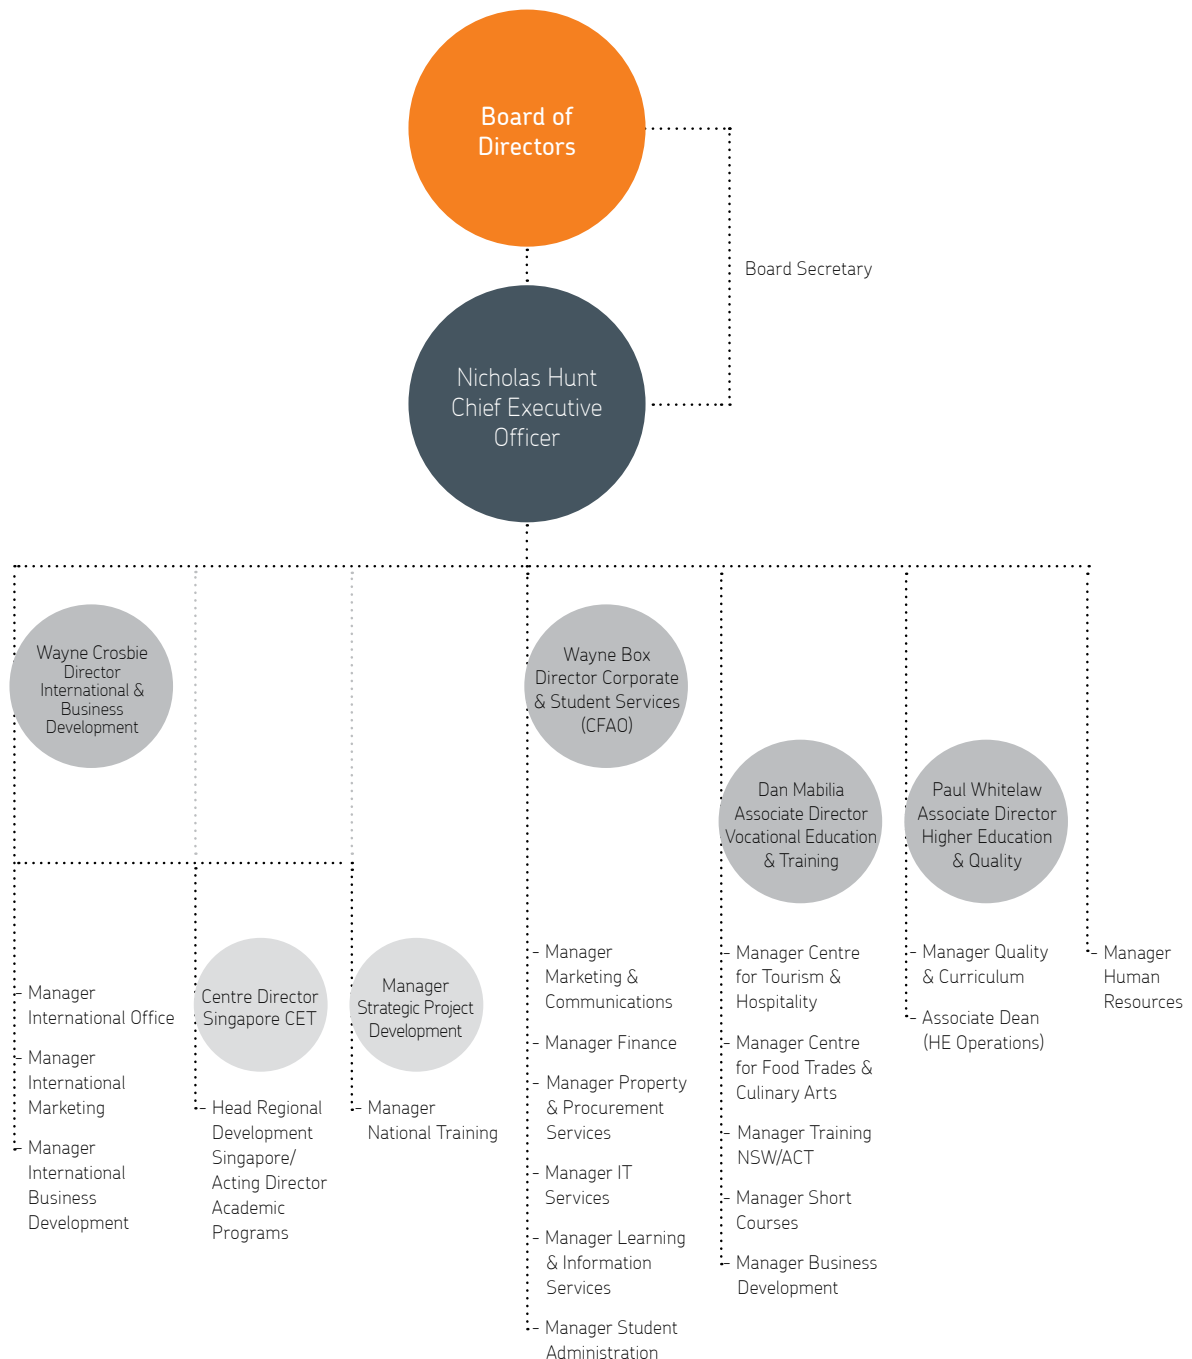 Board of
Directors
Board Secretary
Nicholas Hunt
Chief Executive
Officer
Wayne Crosbie
Director
International &
Business
Development
- Manager
International Office
- Manager
International
Marketing
- Manager
International
Business
Development
Centre Director
Singapore CET
- Head Regional
Development
Singapore/
Acting Director
Academic
Programs
Manager
Strategic Project
Development
- Manager
National Training
Wayne Box
Director Corporate
& Student Services
(CFAO)
- Manager
Marketing &
Communications
- Manager Finance
- Manager Property
& Procurement
Services
- Manager IT
Services
- Manager Learning
& Information
Services
- Manager Student
Administration
Dan Mabilia
Associate Director
Vocational Education
& Training
- Manager Centre
for Tourism &
Hospitality
- Manager Centre
for Food Trades &
Culinary Arts
- Manager Training
NSW/ACT
- Manager Short
Courses
- Manager Business
Development
Paul Whitelaw
Associate Director
Higher Education
& Quality
- Manager Quality
& Curriculum
- Associate Dean
(HE Operations)
- Manager
Human
Resources